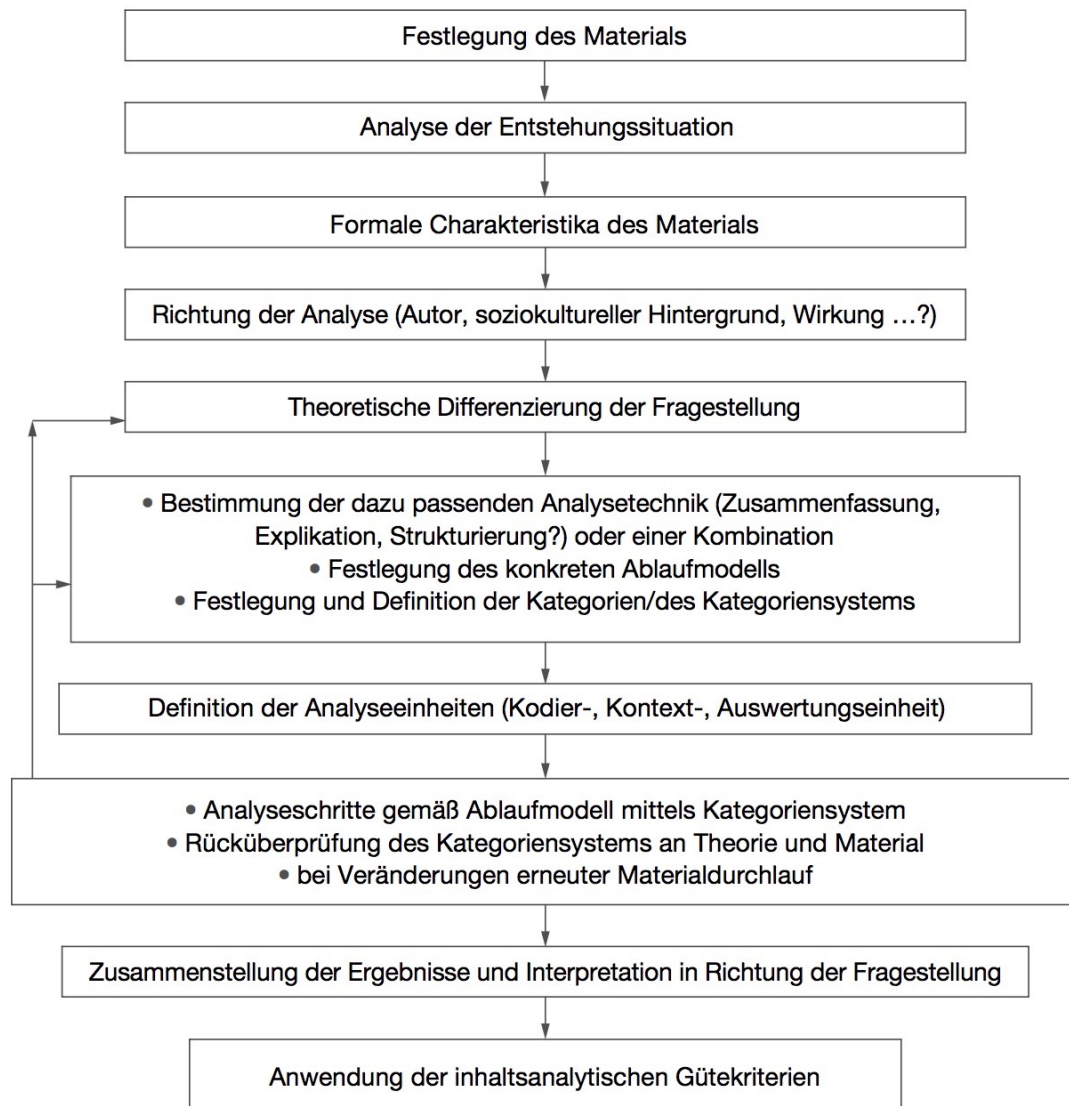 Festlegung des Materials
Analyse der Entstehungssituation
Formale Charakteristika des Materials
Richtung der Analyse (Autor, soziokultureller Hintergrund, Wirkung …?)
Theoretische Differenzierung der Fragestellung
• Bestimmung der dazu passenden Analysetechnik (Zusammenfassung,
Explikation, Strukturierung?) oder einer Kombination
• Festlegung des konkreten Ablaufmodells
• Festlegung und Definition der Kategorien/des Kategoriensystems
Definition der Analyseeinheiten (Kodier-, Kontext-, Auswertungseinheit)
• Analyseschritte gemäß Ablaufmodell mittels Kategoriensystem
• Rücküberprüfung des Kategoriensystems an Theorie und Material
• bei Veränderungen erneuter Materialdurchlauf
Zusammenstellung der Ergebnisse und Interpretation in Richtung der Fragestellung
Anwendung der inhaltsanalytischen Gütekriterien